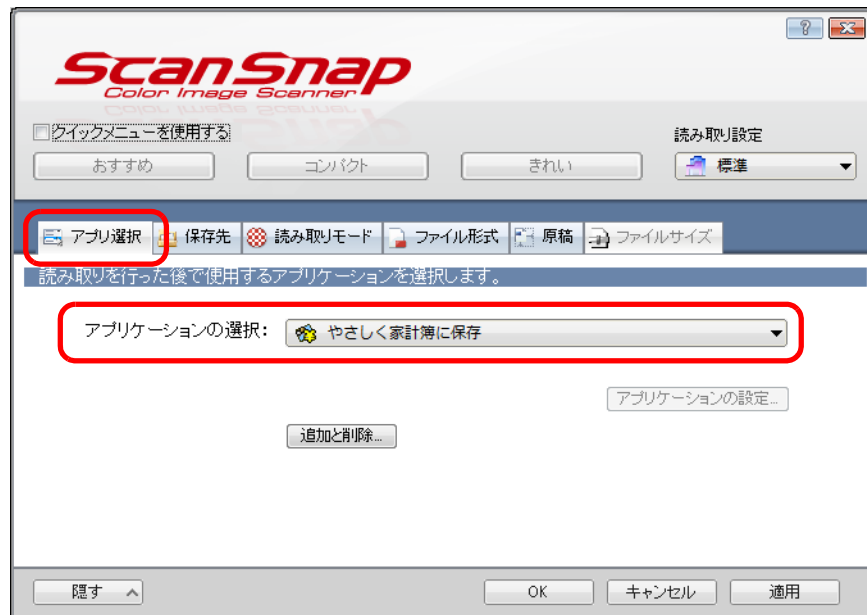 ScanSnap
Color Image Scanner
クイックメニューを使用する
読み取り設定
おすすめ
コンパクト
きれい
標準
アプリ選択
保存先
読み取りモード
ファイル形式
原稿
ファイルサイズ
読み取りを行った後で使用するアプリケーションを選択します。
アプリケーションの選択:
やさしく家計簿に保存
アプリケーションの設定...
追加と削除...
隠す
OK
キャンセル
適用